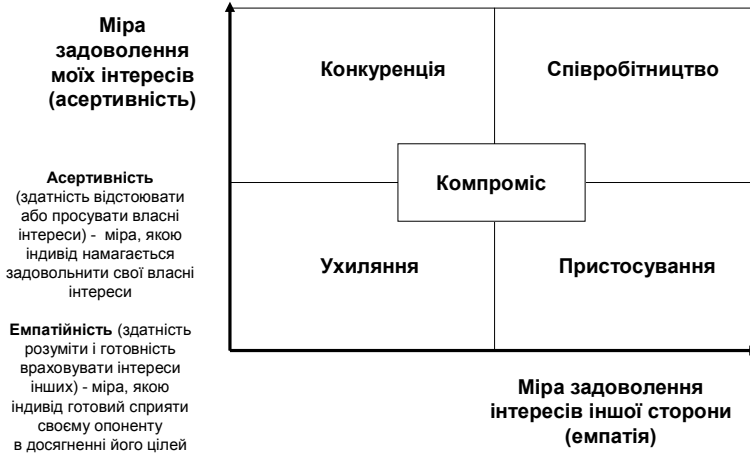 Міра
задоволення
моїх інтересів
(асертивність)
Конкуренція
Співробітництво
Компроміс
Асертивність
(здатність відстоювати
або просувати власні
інтереси) - міра, якою
індивід намагається
задовольнити свої власні
інтереси
Ухиляння
Пристосування
Емпатійність (здатність
розуміти і готовність
враховувати інтереси
інших) - міра, якою
індивід готовий сприяти
своєму опоненту
в досягненні його цілей
Міра задоволення
інтересів іншої сторони
(емпатія)